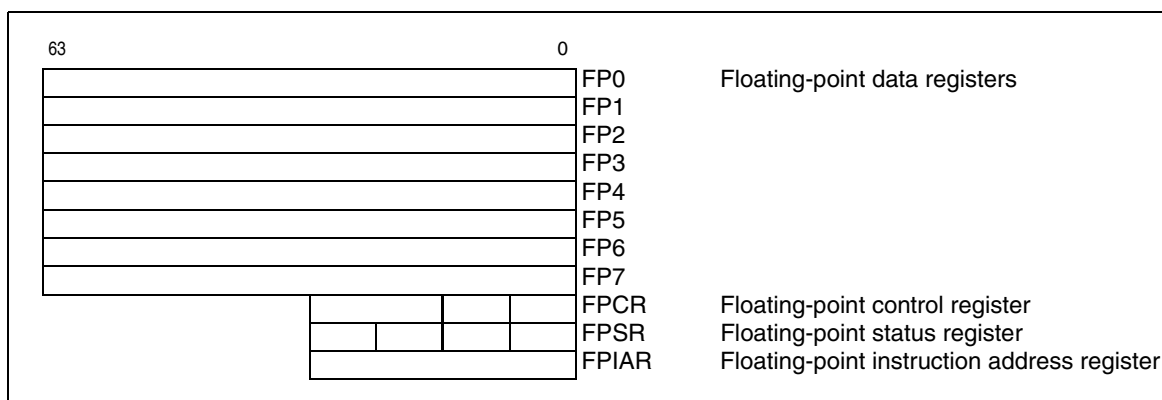 63 0
FP0 Floating-point data registers
FP1
FP2
FP3
FP4
FP5
FP6
FP7
FPCR Floating-point control register
FPSR Floating-point status register
FPIAR Floating-point instruction address register